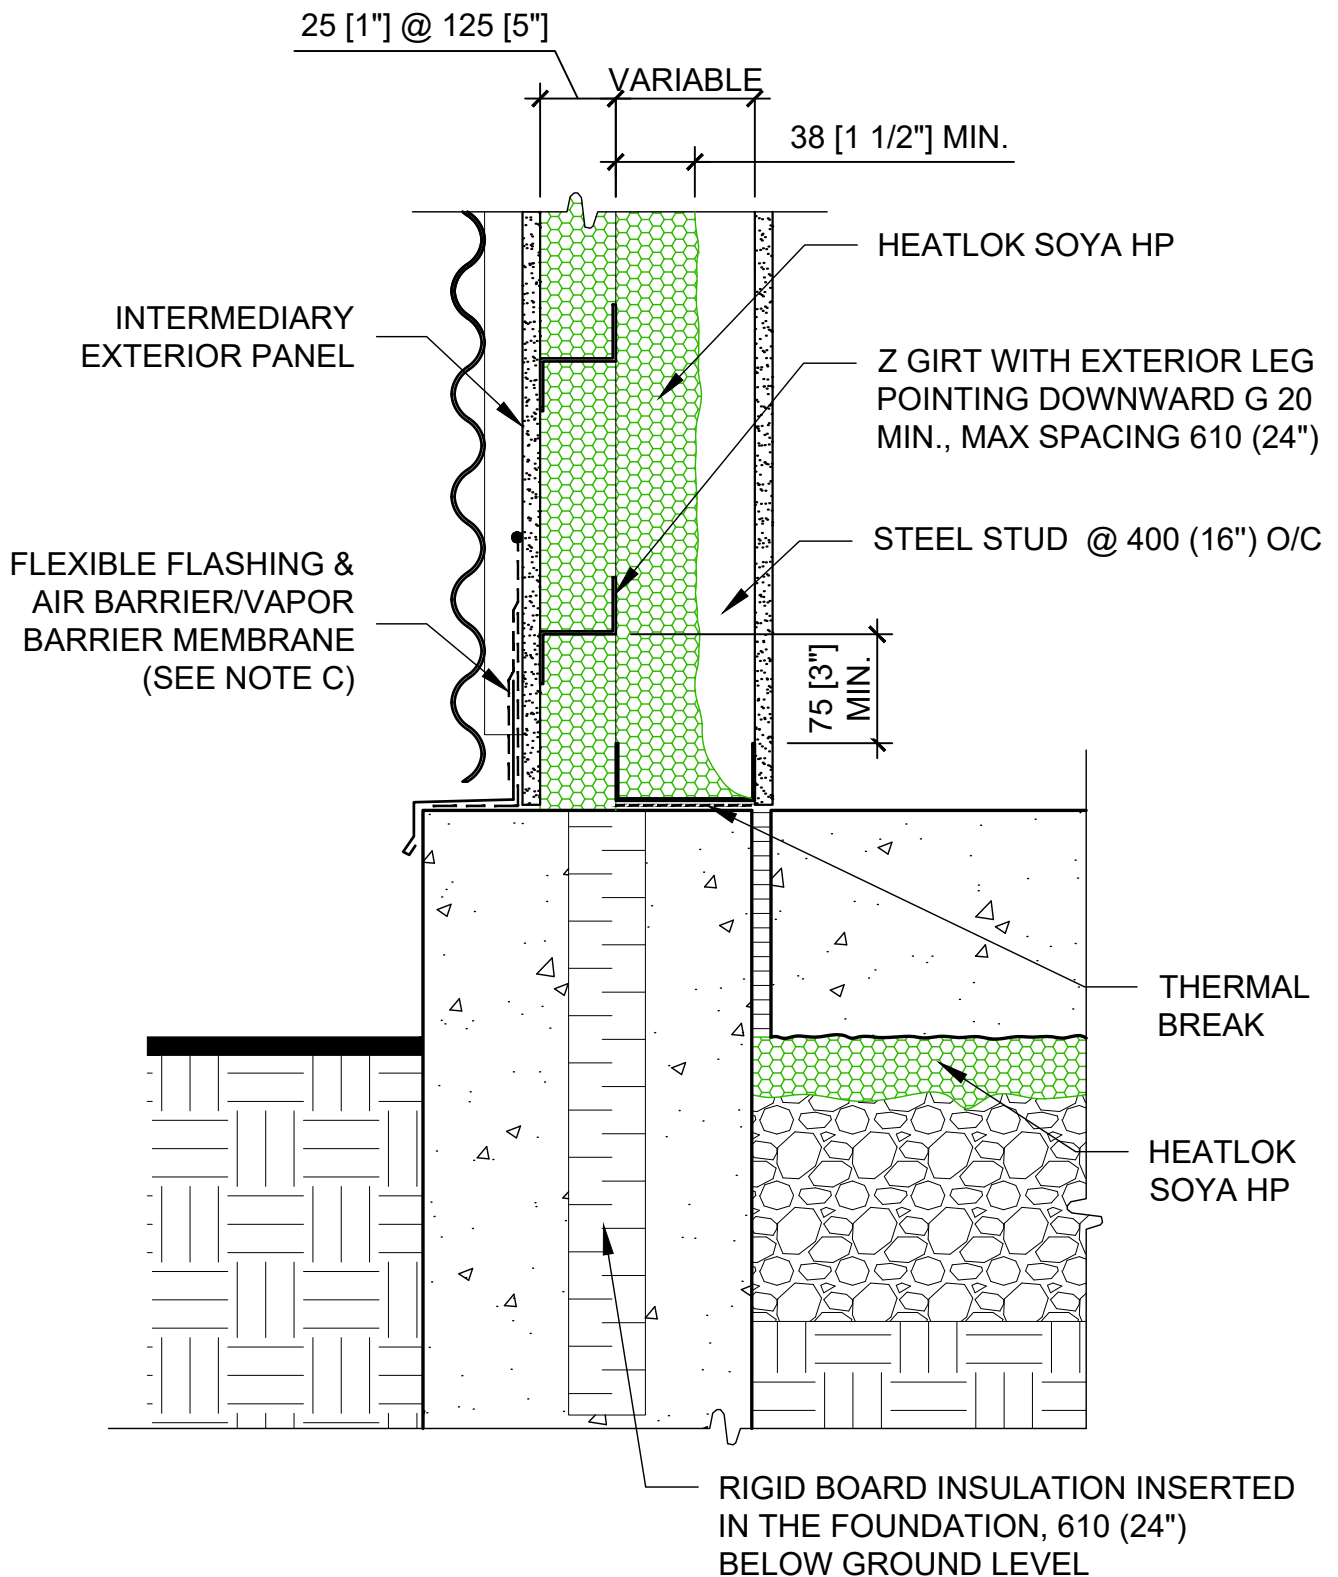 25 [1"] @ 125 [5"]
VARIABLE
38 [1 1/2"] MIN.
HEATLOK SOYA HP
INTERMEDIARY
EXTERIOR PANEL
Z GIRT WITH EXTERIOR LEG
POINTING DOWNWARD G 20
MIN., MAX SPACING 610 (24")
STEEL STUD @ 400 (16") O/C
FLEXIBLE FLASHING &
AIR BARRIER/VAPOR
BARRIER MEMBRANE
(SEE NOTE C)
75 [3"]
MIN.
THERMAL
BREAK
HEATLOK
SOYA HP
RIGID BOARD INSULATION INSERTED
IN THE FOUNDATION, 610 (24")
BELOW GROUND LEVEL